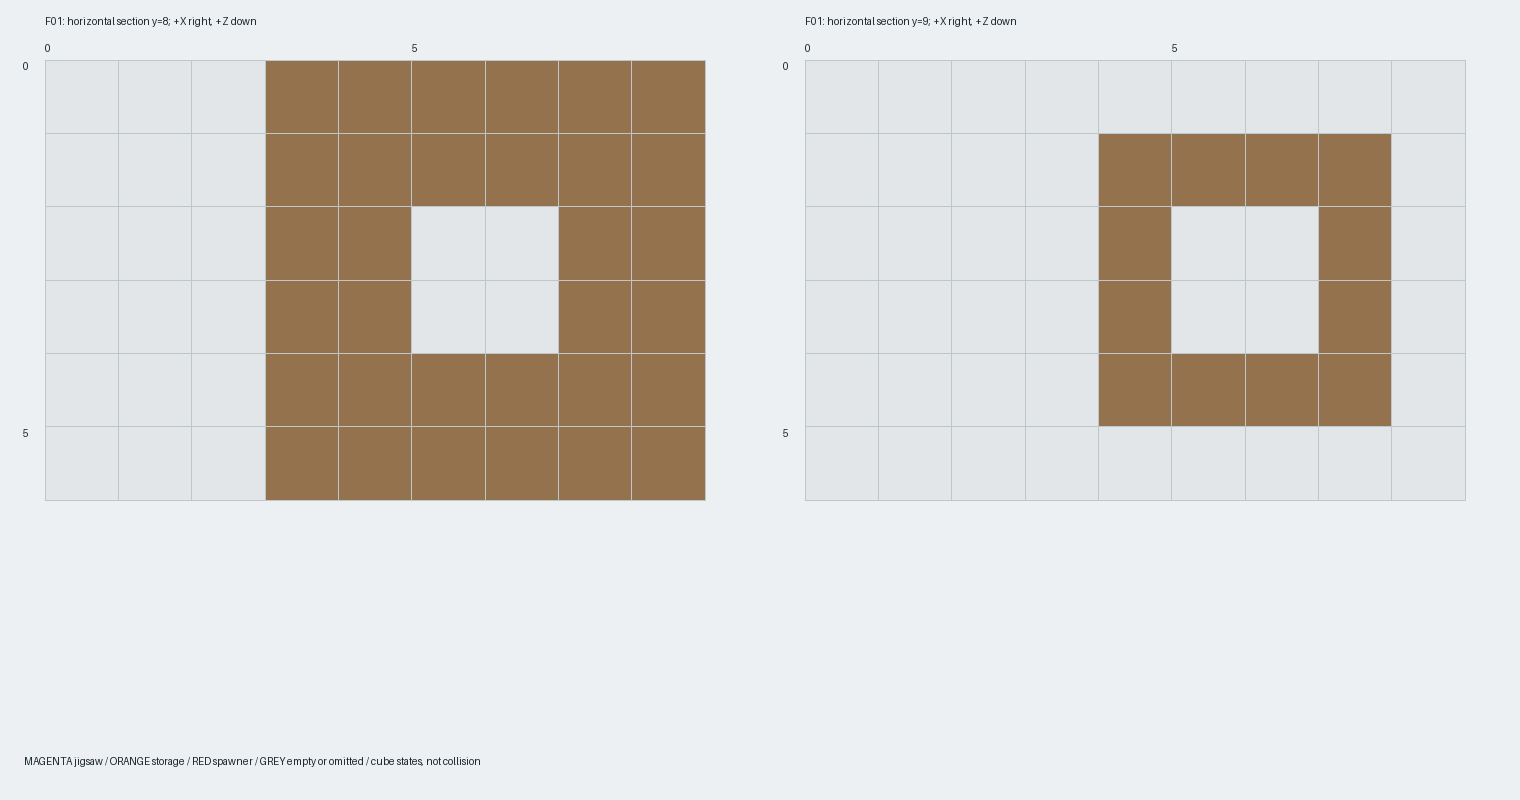 F01: horizontal section y=8; +X right, +Z down
0 5
0
5
F01: horizontal section y=9; +X right, +Z down
0 5
0
5
MAGENTA jigsaw / ORANGE storage / RED spawner / GREY empty or omitted / cube states, not collision